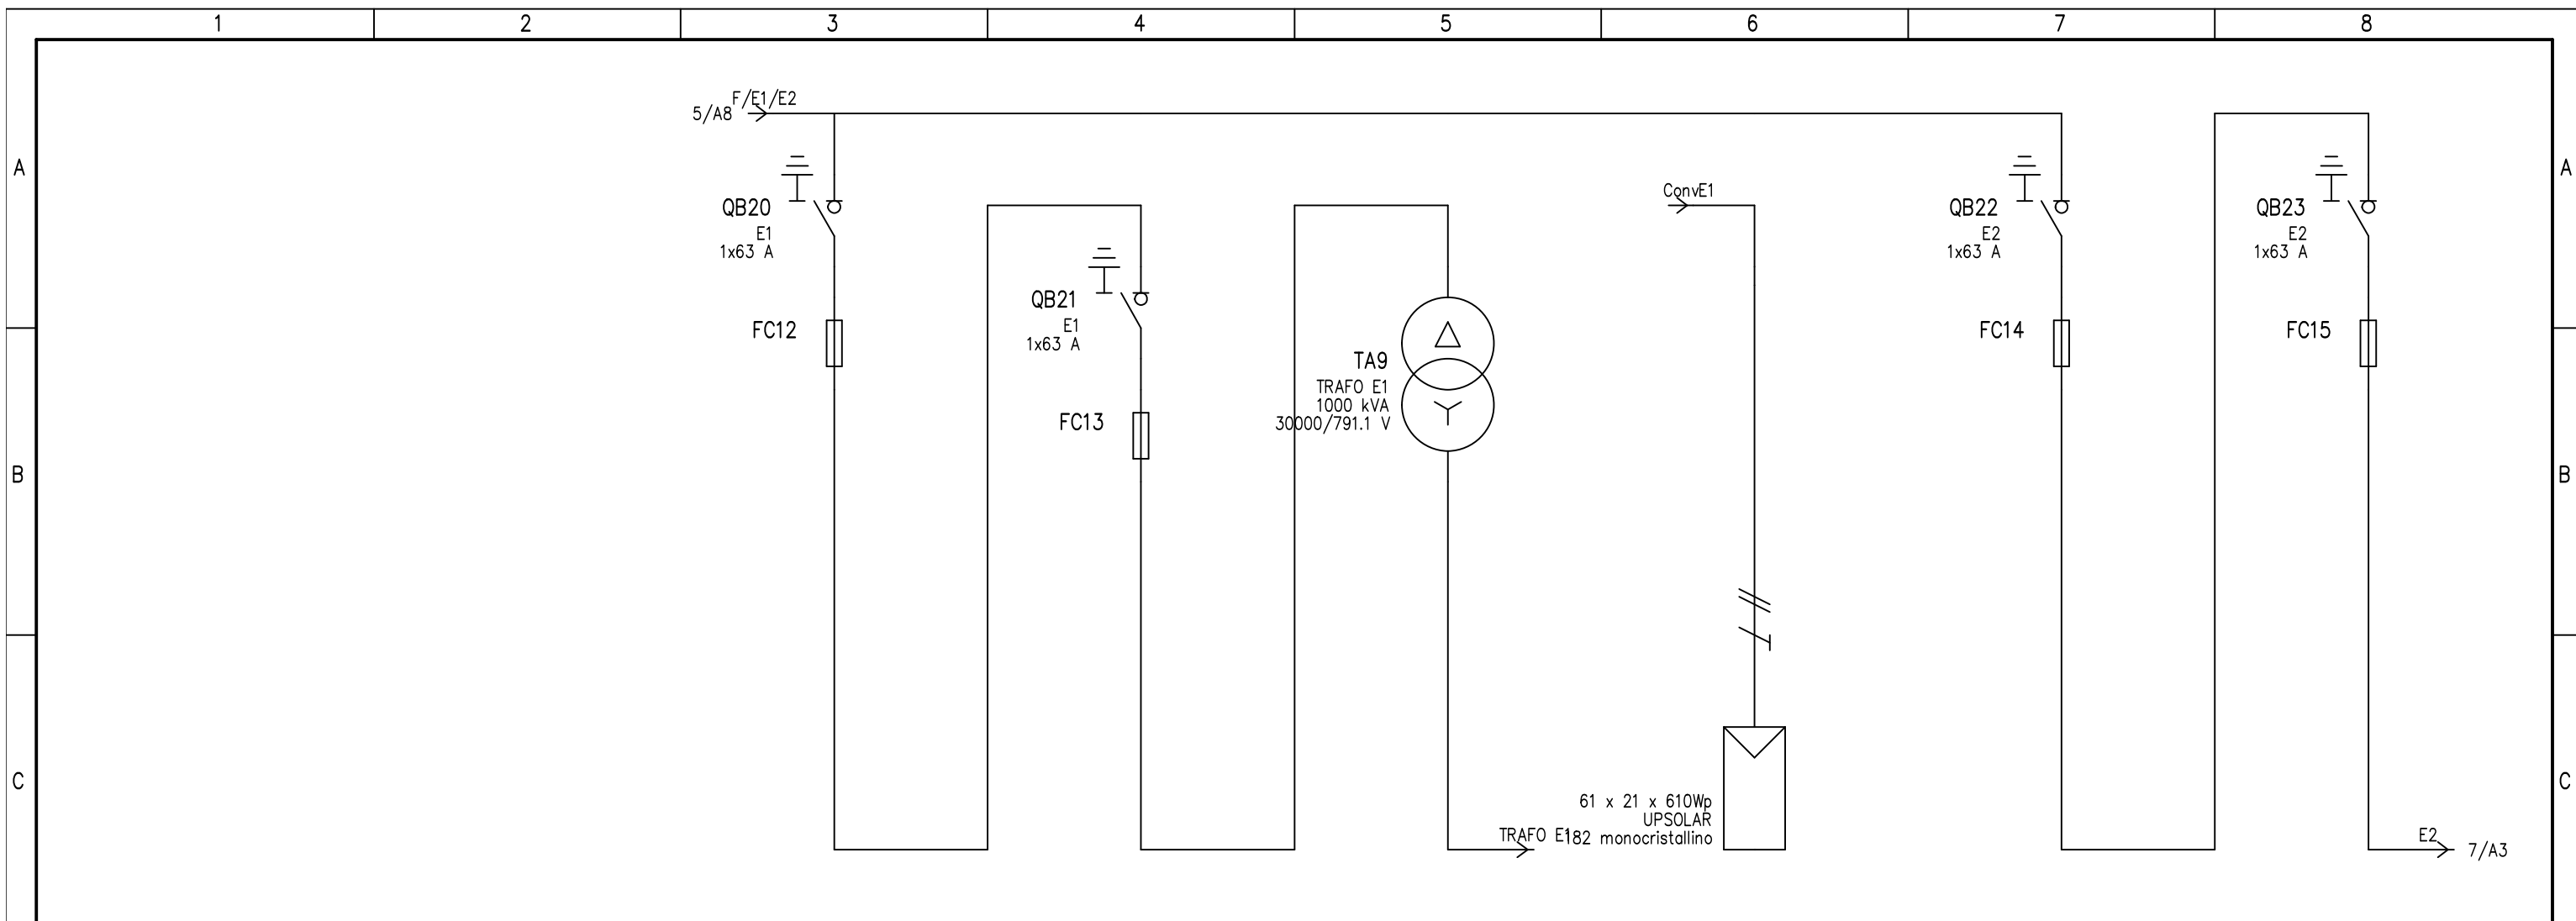 1 2 3 4 5 6 7 8
A
A
F/E1/E2
5/A8
QB20
E1
1x63 A
FC12
QB21
E1
1x63 A
FC13
TA9
TRAFO E1
1000 kVA
30000/791.1 V
TRAFO E1
ConvE1
61 x 21 x 610Wp
UPSOLAR
182 monocristallino
QB22
E2
1x63 A
FC14
QB23
E2
1x63 A
FC15
E2
7/A3
B
B
C
C